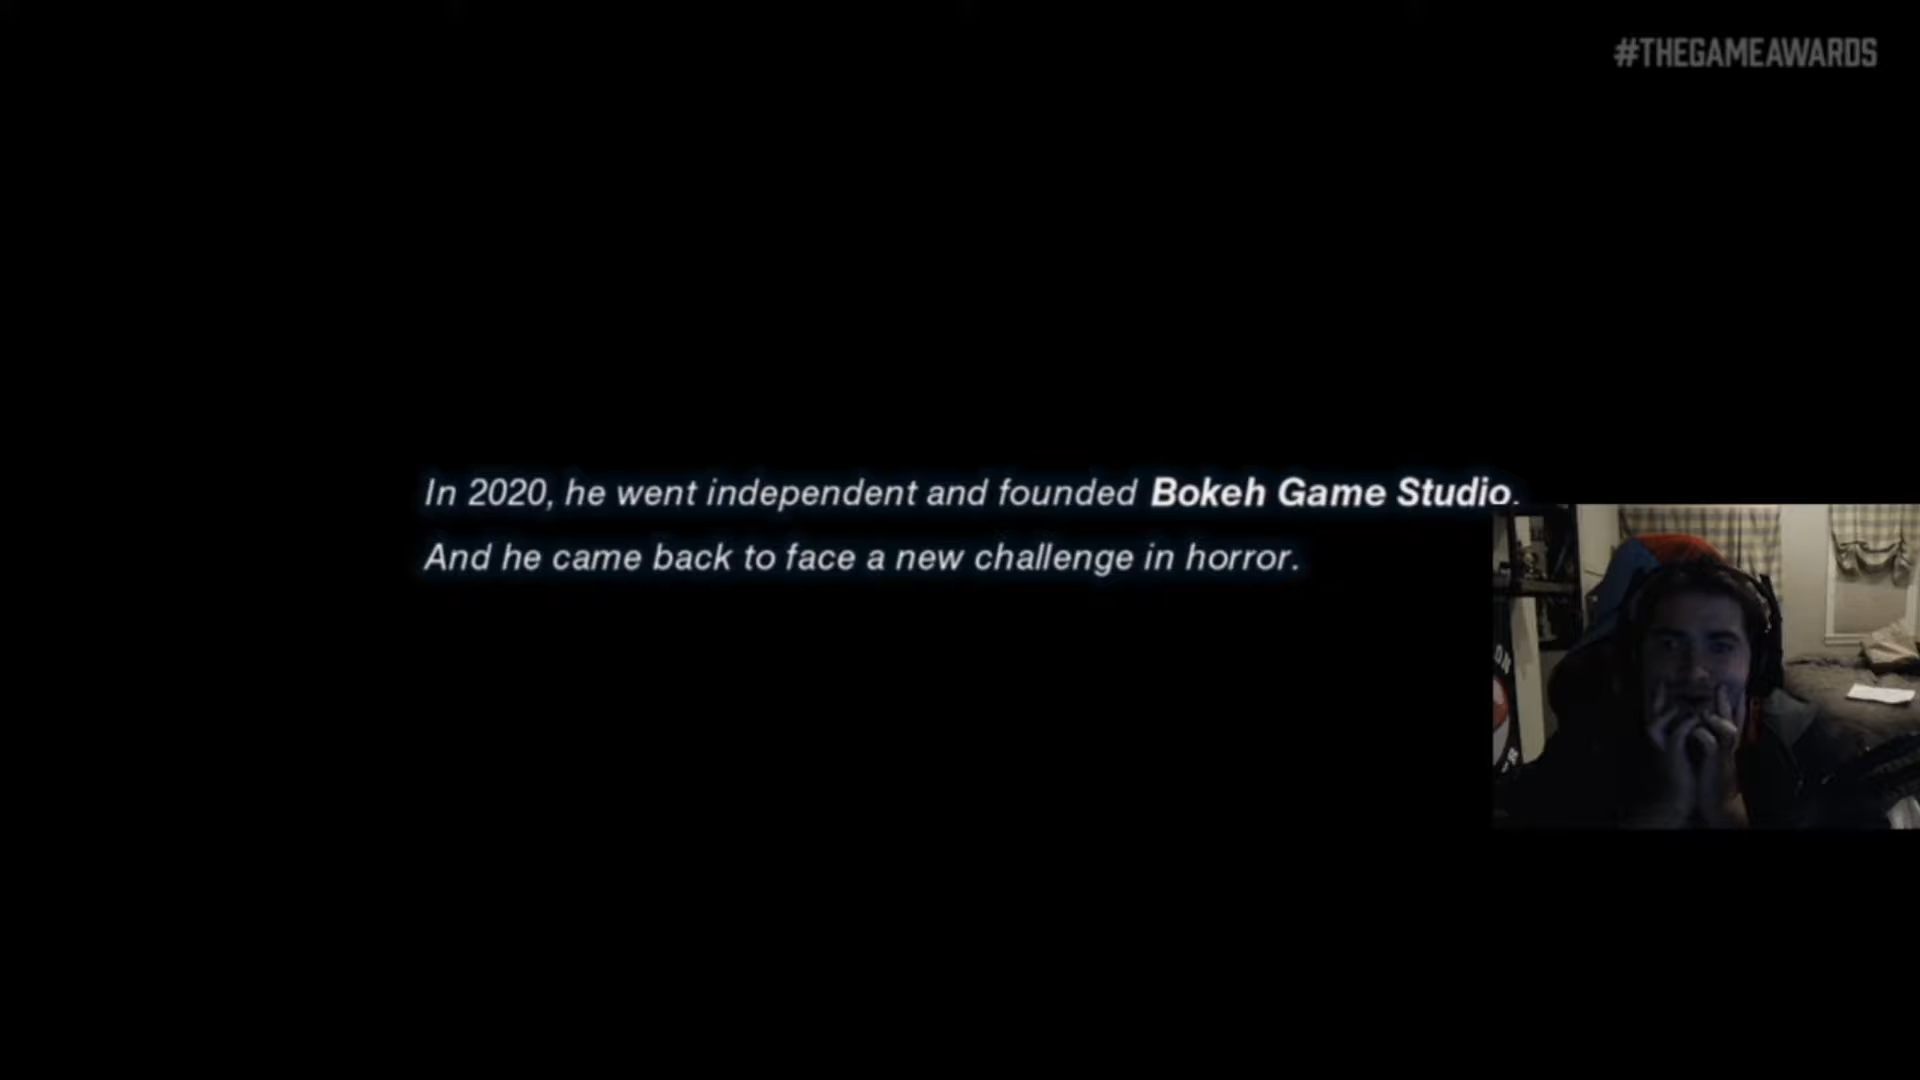 #THEGAMEAWARDS
In 2020, he went independent and founded Bokeh Game Studio.
And he came back to face a new challenge in horror.